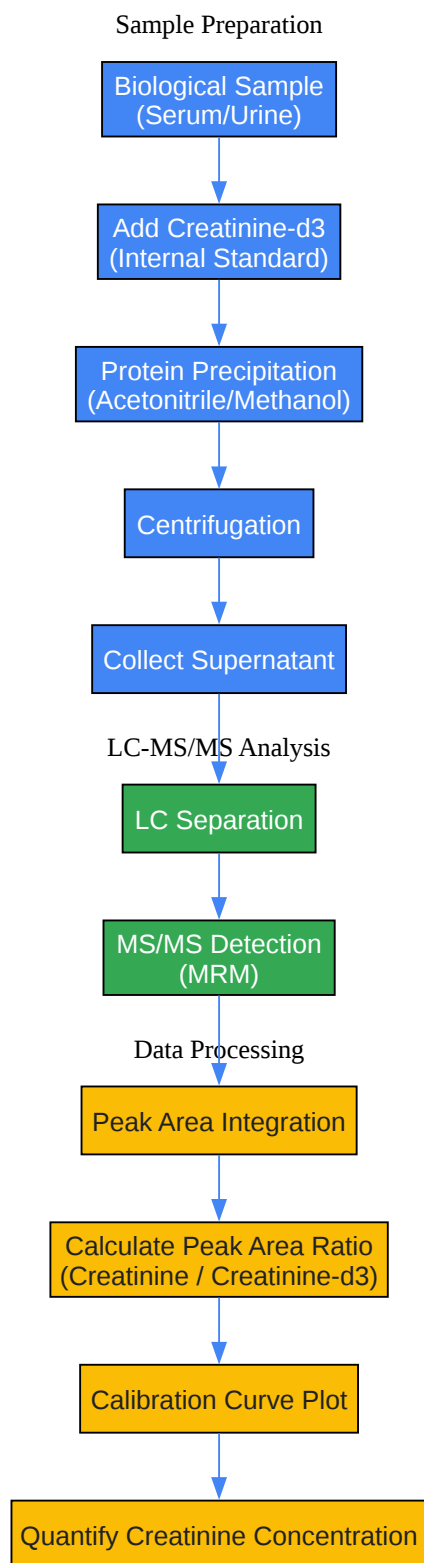 Sample Preparation
Biological Sample
(Serum/Urine)
Add Creatinine-d3
(Internal Standard)
Protein Precipitation
(Acetonitrile/Methanol)
Centrifugation
Collect Supernatant
LC-MS/MS Analysis
LC Separation
MS/MS Detection
(MRM)
Data Processing
Peak Area Integration
Calculate Peak Area Ratio
(Creatinine / Creatinine-d3)
Calibration Curve Plot
Quantify Creatinine Concentration